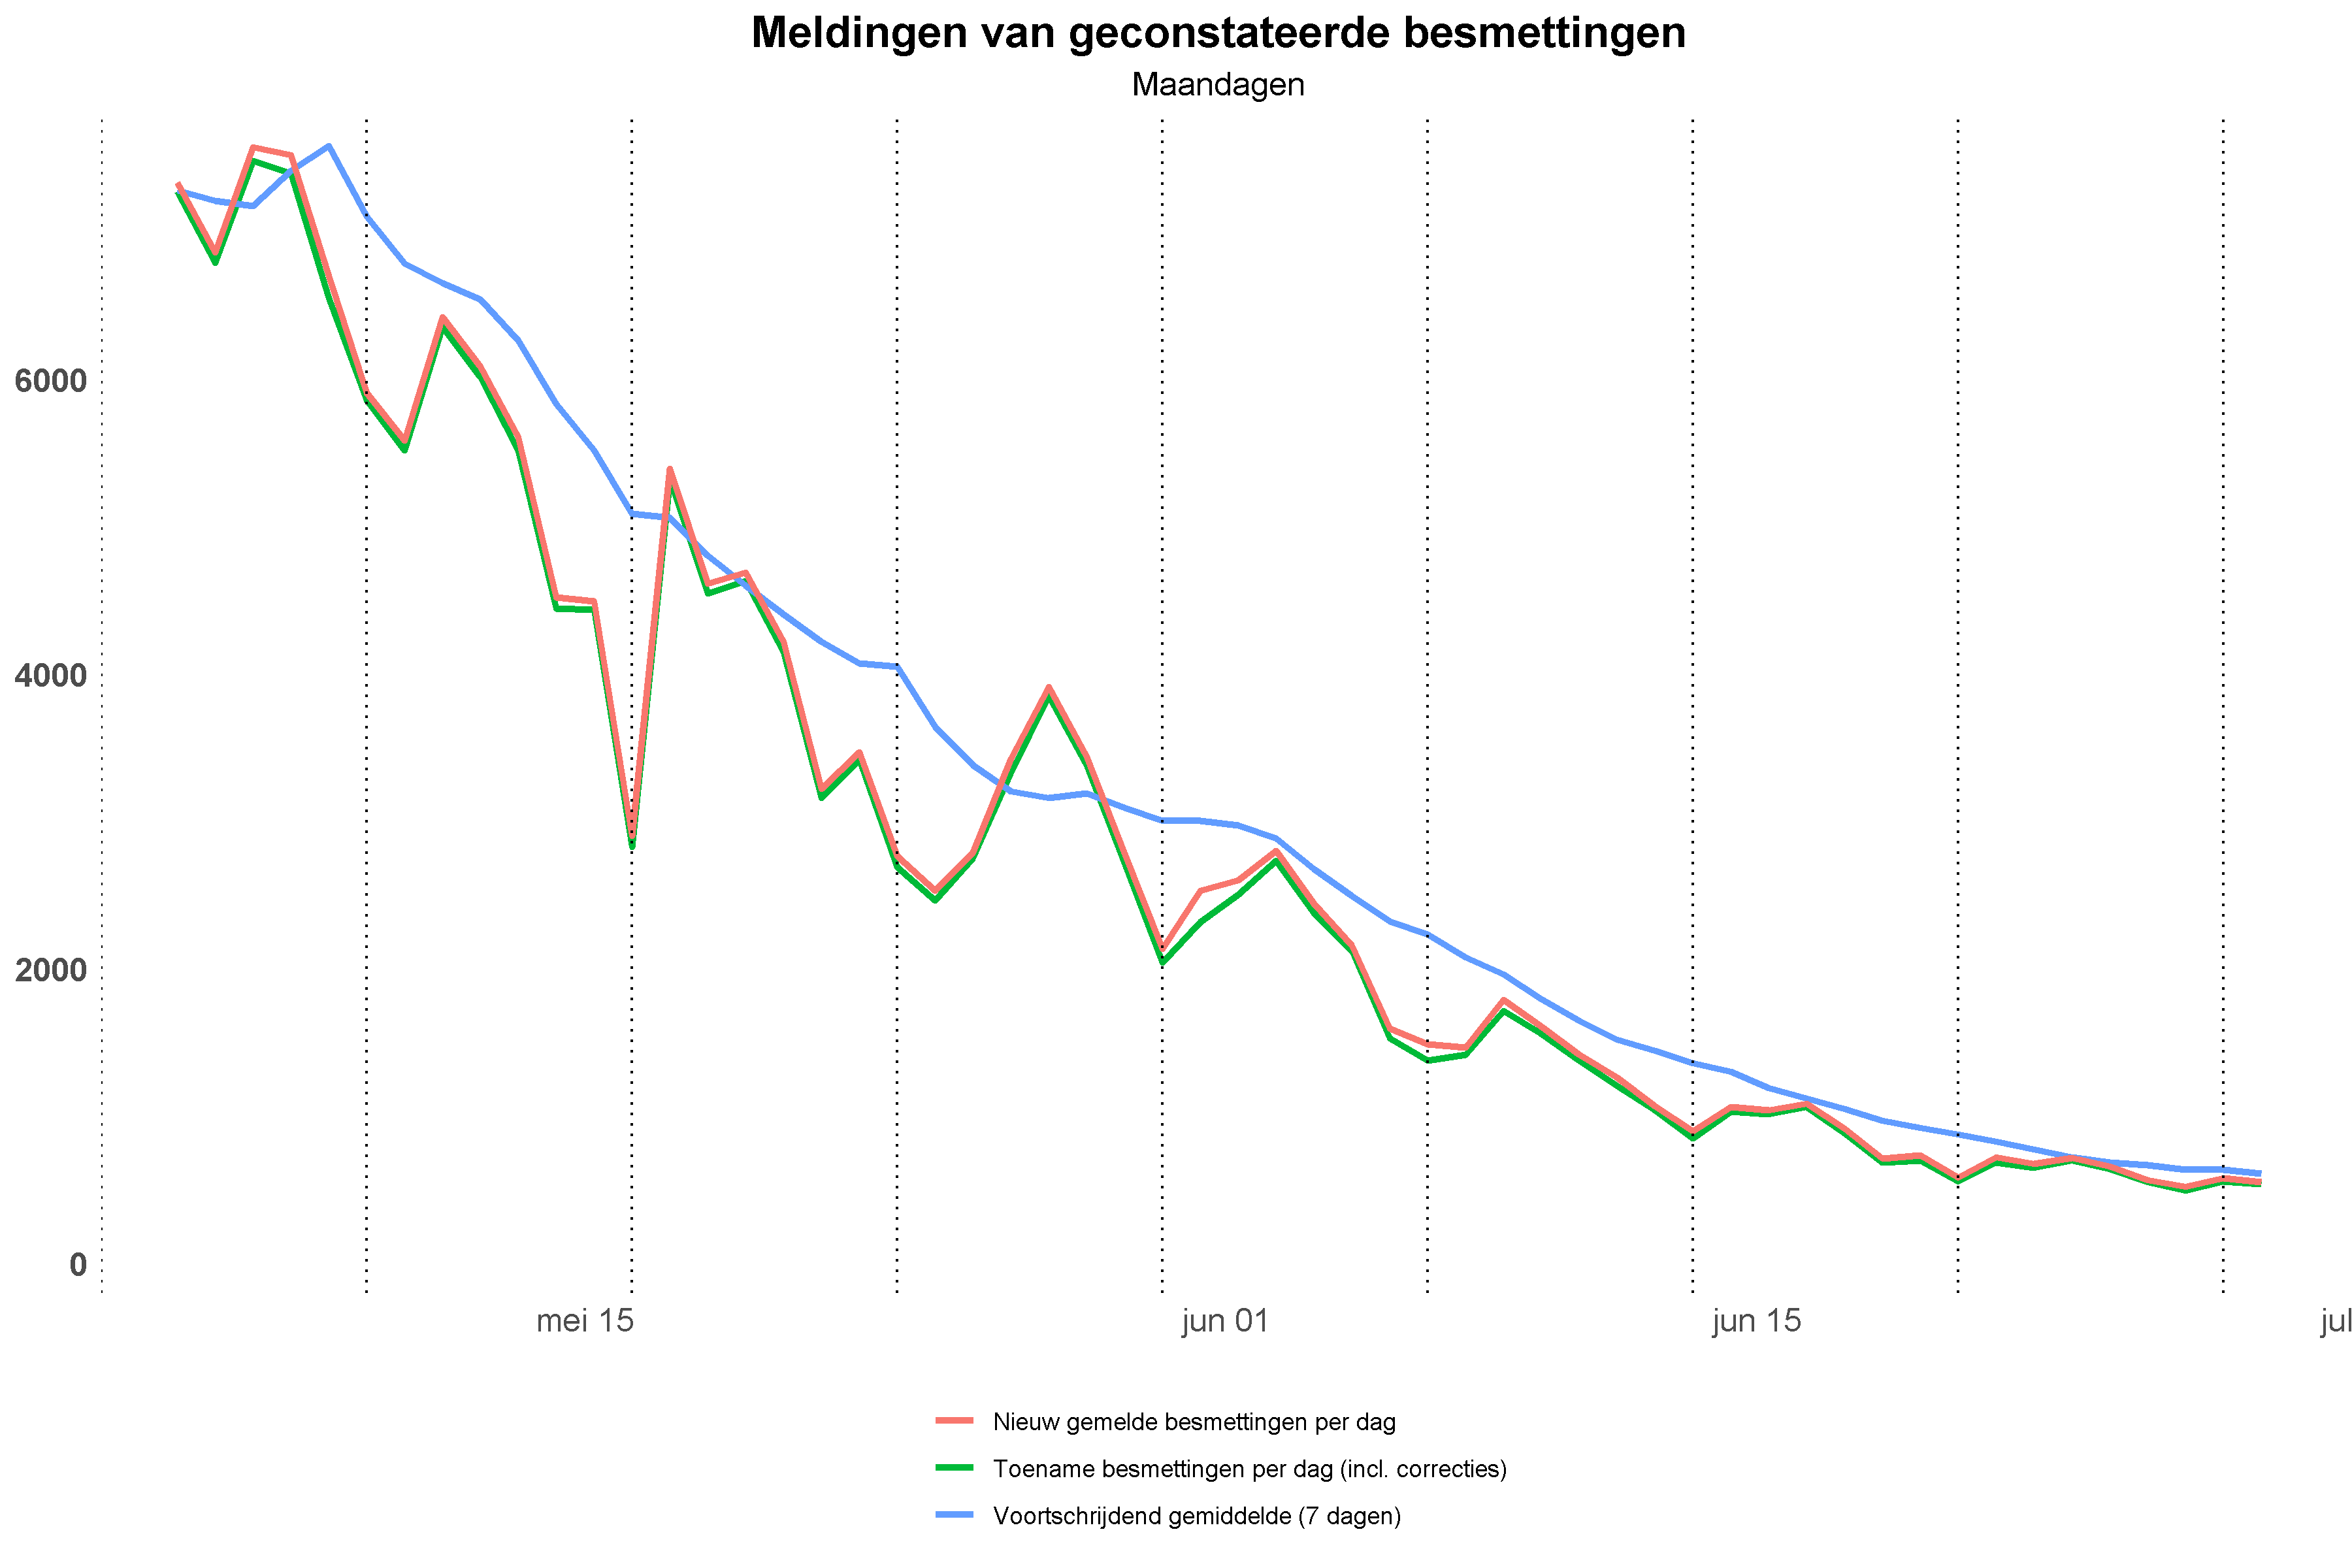 Meldingen van geconstateerde besmettingen
Maandagen
6000
4000
2000
0
mei 15
jun 01
jun 15
jul
Nieuw gemelde besmettingen per dag
Toename besmettingen per dag (incl. correcties)
Voortschrijdend gemiddelde (7 dagen)